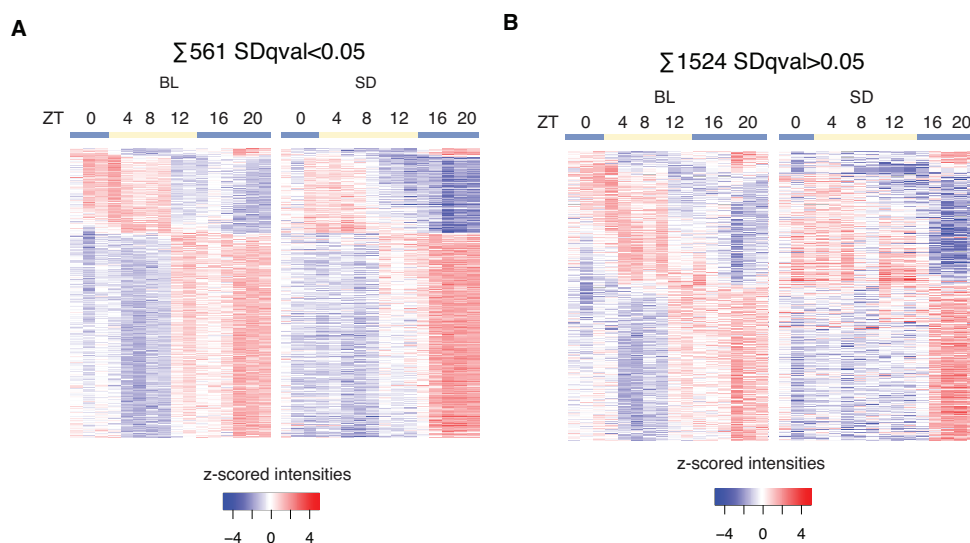 A
∑561 SDqval<0.05
BL SD
ZT 0 4 8 12 16 20 0 4 8 12 16 20
z-scored intensities
−4 0 4
B
∑1524 SDqval>0.05
BL SD
ZT 0 4 8 12 16 20 0 4 8 12 16 20
z-scored intensities
−4 0 4